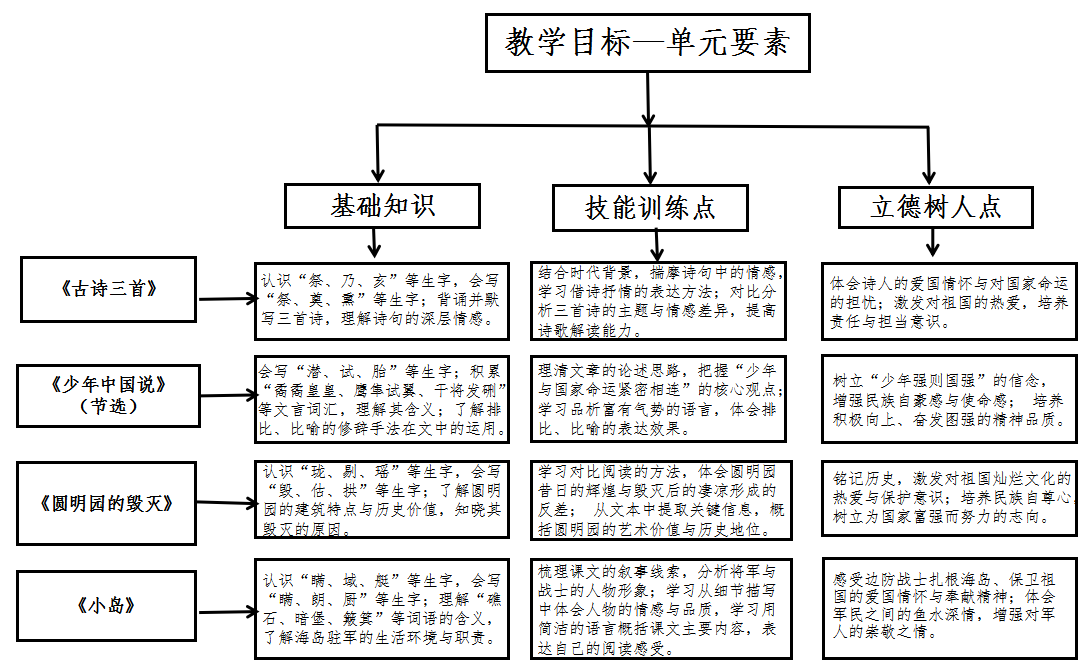 教学目标—单元要素
基础知识
技能训练点
立德树人点
《古诗三首》
认识“祭、乃、亥”等生字，会写
“祭、奠、熏”等生字；背诵并默
写三首诗，理解诗句的深层情感。
结合时代背景，揣摩诗句中的情感，
学习借诗抒情的表达方法；对比分
析三首诗的主题与情感差异，提高
诗歌解读能力。
体会诗人的爱国情怀与对国家命运
的担忧；激发对祖国的热爱，培养
责任与担当意识。
《少年中国说》
（节选）
会写“潜、试、胎”等生字；积累
“矞矞皇皇、鹰隼试翼、干将发硎”
等文言词汇，理解其含义；了解排
比、比喻的修辞手法在文中的运用。
理清文章的论述思路，把握“少年
与国家命运紧密相连”的核心观点；
学习品析富有气势的语言，体会排
比、比喻的表达效果。
树立“少年强则国强”的信念，
增强民族自豪感与使命感； 培养
积极向上、奋发图强的精神品质。
《圆明园的毁灭》
认识“珑、剔、瑶”等生字，会写
“毁、估、拱”等生字；了解圆明
园的建筑特点与历史价值，知晓其
毁灭的原因。
学习对比阅读的方法，体会圆明园
昔日的辉煌与毁灭后的凄凉形成的
反差； 从文本中提取关键信息，概
括圆明园的艺术价值与历史地位。
铭记历史，激发对祖国灿烂文化的
热爱与保护意识；培养民族自尊心，
树立为国家富强而努力的志向。
《小岛》
认识“瞒、域、艇”等生字，会写
“瞒、朗、厨”等生字；理解“礁
石、暗堡、簸箕”等词语的含义，
了解海岛驻军的生活环境与职责。
梳理课文的叙事线索，分析将军与
战士的人物形象；学习从细节描写
中体会人物的情感与品质，学习用
简洁的语言概括课文主要内容，表
达自己的阅读感受。
感受边防战士扎根海岛、保卫祖
国的爱国情怀与奉献精神；体会
军民之间的鱼水深情，增强对军
人的崇敬之情。